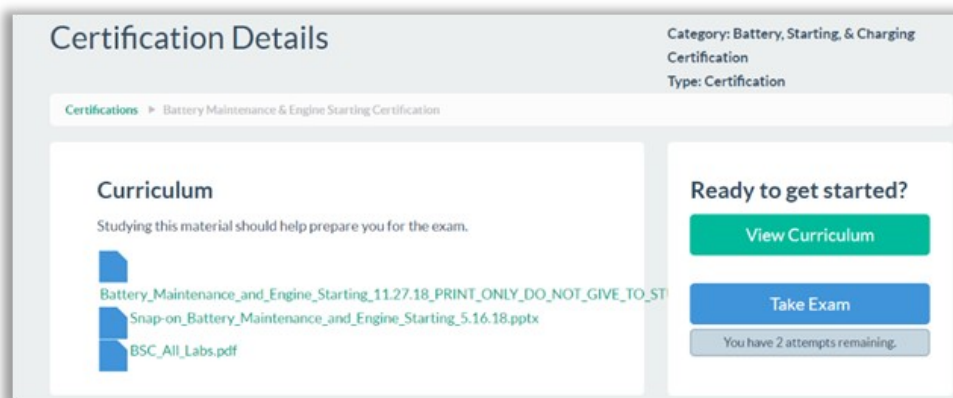 Certification Details
Category: Battery, Starting, & Charging
Certification
Type: Certification
Certifications ▶ Battery Maintenance & Engine Starting Certification
Curriculum
Studying this material should help prepare you for the exam.
Battery_Maintenance_and_Engine_Starting_11.27.18_PRINT_ONLY_DO_NOT_GIVE_TO_ST
Snap-on_Battery_Maintenance_and_Engine_Starting_5.16.18.pptx
BSC_All_Labs.pdf
Ready to get started?
View Curriculum
Take Exam
You have 2 attempts remaining.